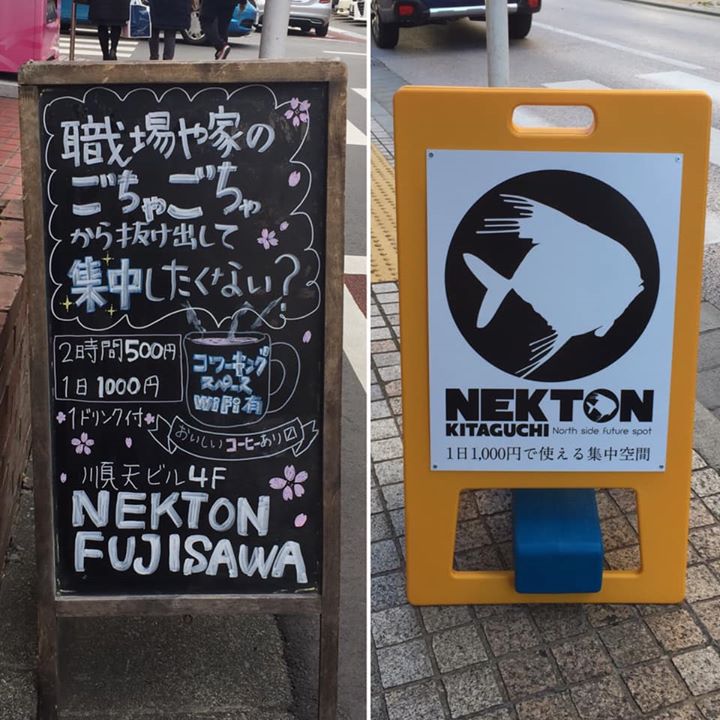 職場や家の
ごちゃごちゃ
から抜け出して
集中したくない?
2時間500円
1日1000円
1ドリンク付
コワーキング
スペース
WiFi有
おいしいコーヒーあり〼
順天ビル4F
NEKTON
FUJISAWA
NEKTON
KITAGUCHI North side future spot
1日1,000円で使える集中空間